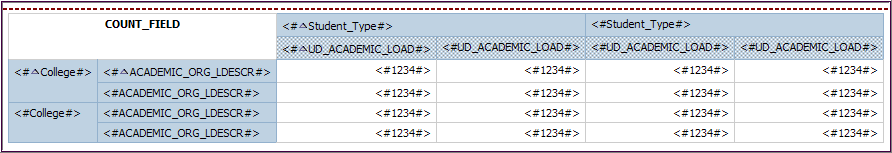 COUNT_FIELD <#⏶Student_Type#> <#Student_Type#>
<#⏶UD_ACADEMIC_LOAD#> <#UD_ACADEMIC_LOAD#> <#UD_ACADEMIC_LOAD#> <#UD_ACADEMIC_LOAD#>
<#⏶College#> <#⏶ACADEMIC_ORG_LDESCR#> <#1234#> <#1234#> <#1234#> <#1234#>
<#ACADEMIC_ORG_LDESCR#> <#1234#> <#1234#> <#1234#> <#1234#>
<#College#> <#ACADEMIC_ORG_LDESCR#> <#1234#> <#1234#> <#1234#> <#1234#>
<#ACADEMIC_ORG_LDESCR#> <#1234#> <#1234#> <#1234#> <#1234#>